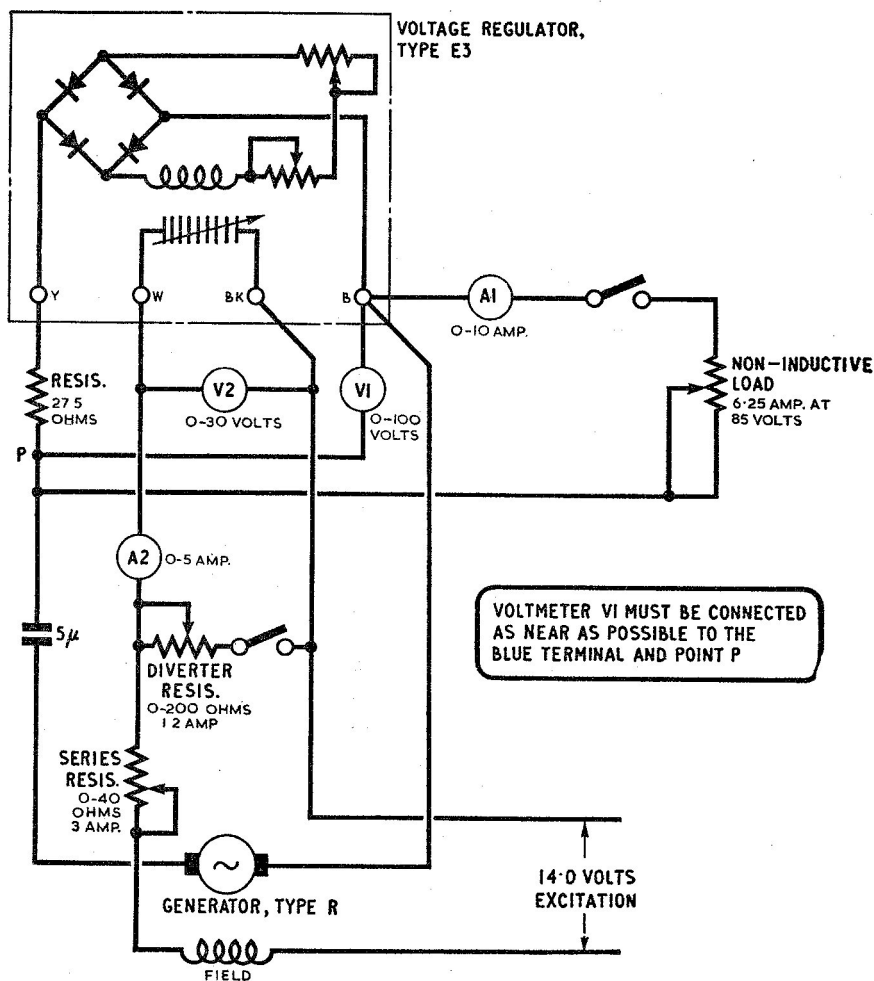 VOLTAGE REGULATOR,
TYPE E3
Y
W
BK
B
A1
0-10 AMP.
RESIS.
27 5
OHMS
V2
0-30 VOLTS
V1
0-100
VOLTS
NON-INDUCTIVE
LOAD
6·25 AMP. AT
85 VOLTS
P
A2
0-5 AMP.
5μ
DIVERTER
RESIS.
0-200 OHMS
1 2 AMP
VOLTMETER V1 MUST BE CONNECTED
AS NEAR AS POSSIBLE TO THE
BLUE TERMINAL AND POINT P
SERIES
RESIS.
0-40
OHMS
3 AMP.
GENERATOR, TYPE R
14·0 VOLTS
EXCITATION
FIELD